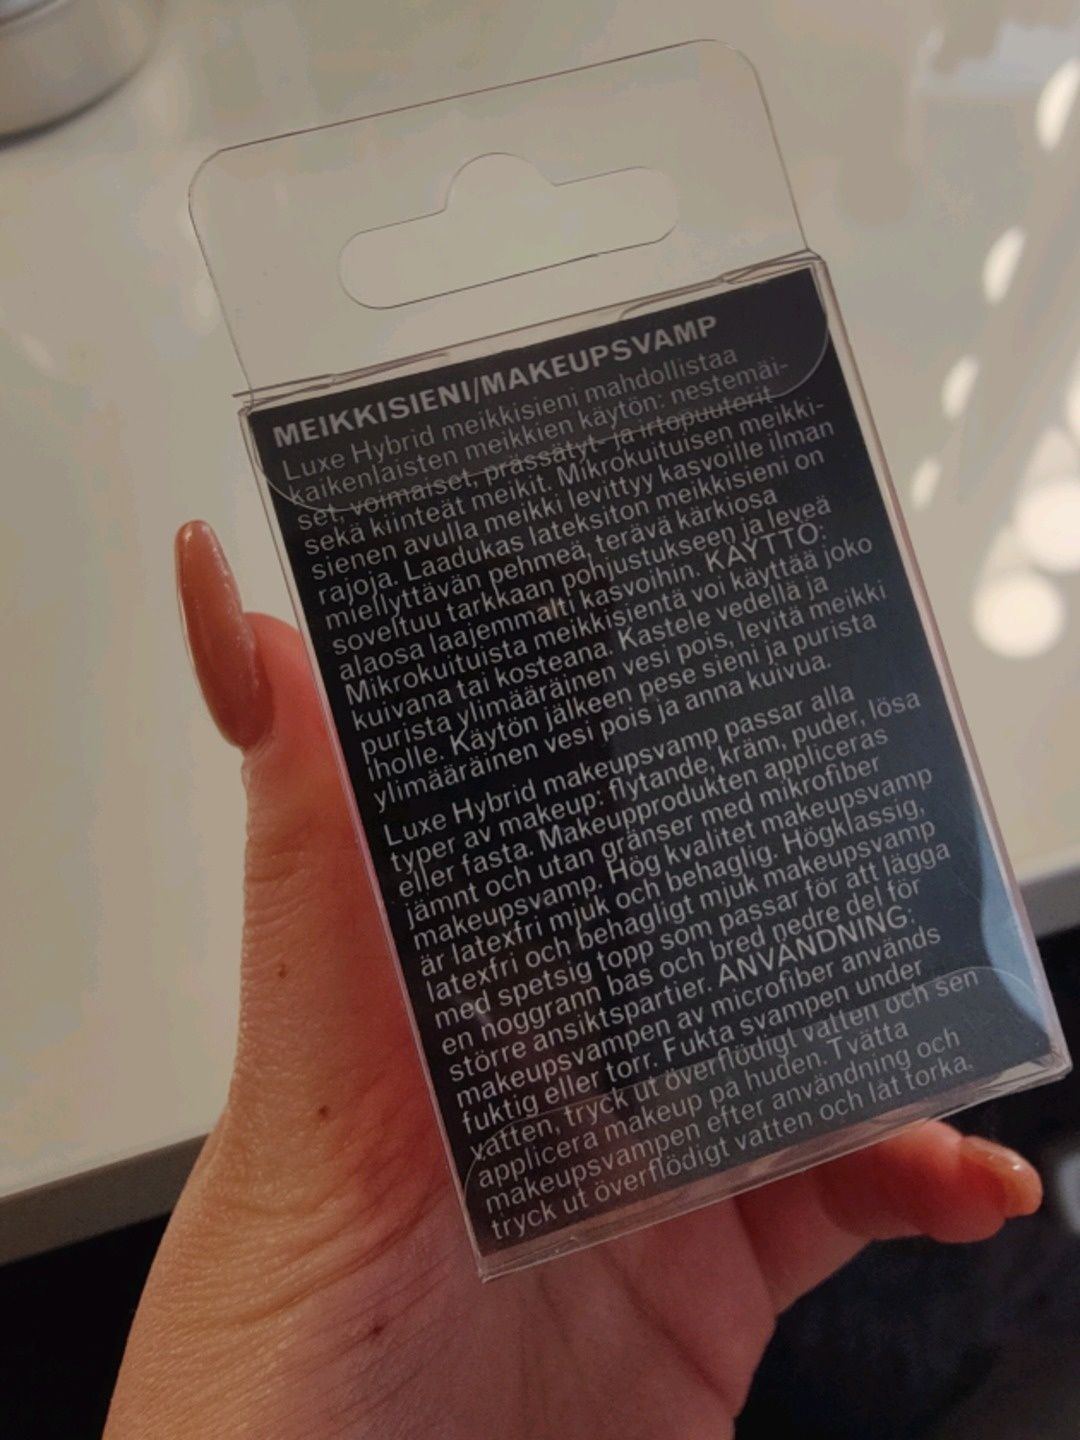 MEIKKISIENI/MAKEUPSVAMP
Luxe Hybrid meikkisieni mahdollistaa
kaikenlaisten meikkien käytön: nestemäi-
set, voimaiset, prässätyt- ja irtopuuterit
sekä kiinteät meikit. Mikrokuituisen meikki-
sienen avulla meikki levittyy kasvoille ilman
rajoja. Laadukas lateksiton meikkisieni on
miellyttävän pehmeä, terävä kärkiosa
soveltuu tarkkaan pohjustukseen ja leveä
alaosa laajemmalti kasvoihin. KÄYTTÖ:
Mikrokuituista meikkisientä voi käyttää joko
kuivana tai kosteana. Kastele vedellä ja
purista ylimääräinen vesi pois, levitä meikki
iholle. Käytön jälkeen pese sieni ja purista
ylimääräinen vesi pois ja anna kuivua.
Luxe Hybrid makeupsvamp passar alla
typer av makeup: flytande, kräm, puder, lösa
eller fasta. Makeupprodukten appliceras
jämnt och utan gränser med mikrofiber
makeupsvamp. Hög kvalitet makeupsvamp
är latexfri mjuk och behaglig. Högklassig,
latexfri och behagligt mjuk makeupsvamp
med spetsig topp som passar för att lägga
en noggrann bas och bred nedre del för
större ansiktspartier. ANVÄNDNING:
makeupsvampen av microfiber används
fuktig eller torr. Fukta svampen under
vatten, tryck ut överflödigt vatten och sen
applicera makeup på huden. Tvätta
makeupsvampen efter användning och
tryck ut överflödigt vatten och låt torka.